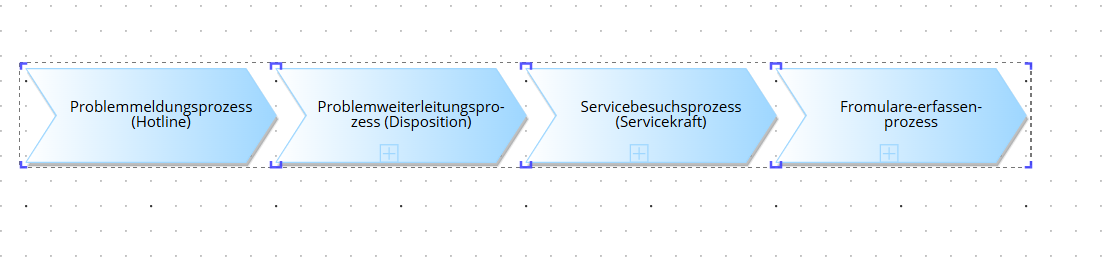 Problemmeldungsprozess
(Hotline)
Problemweiterleitungspro-
zess (Disposition)
Servicebesuchsprozess
(Servicekraft)
Fromulare-erfassen-
prozess